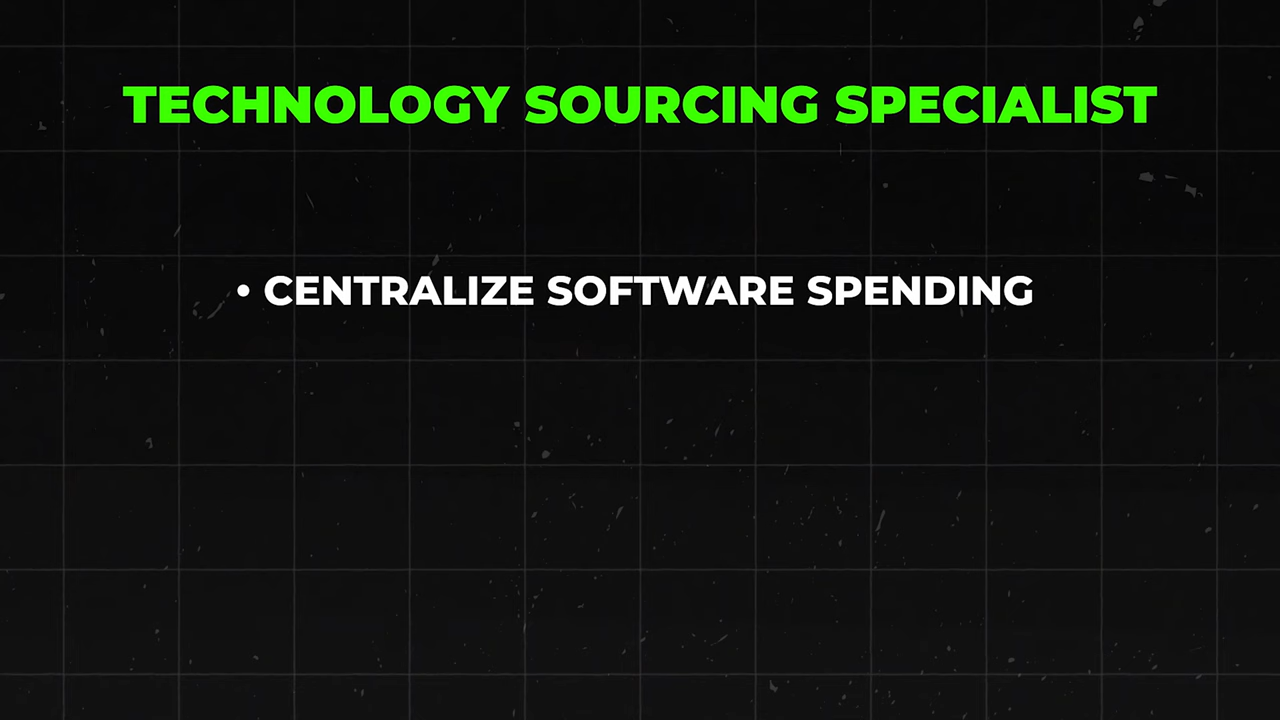 TECHNOLOGY SOURCING SPECIALIST
• CENTRALIZE SOFTWARE SPENDING